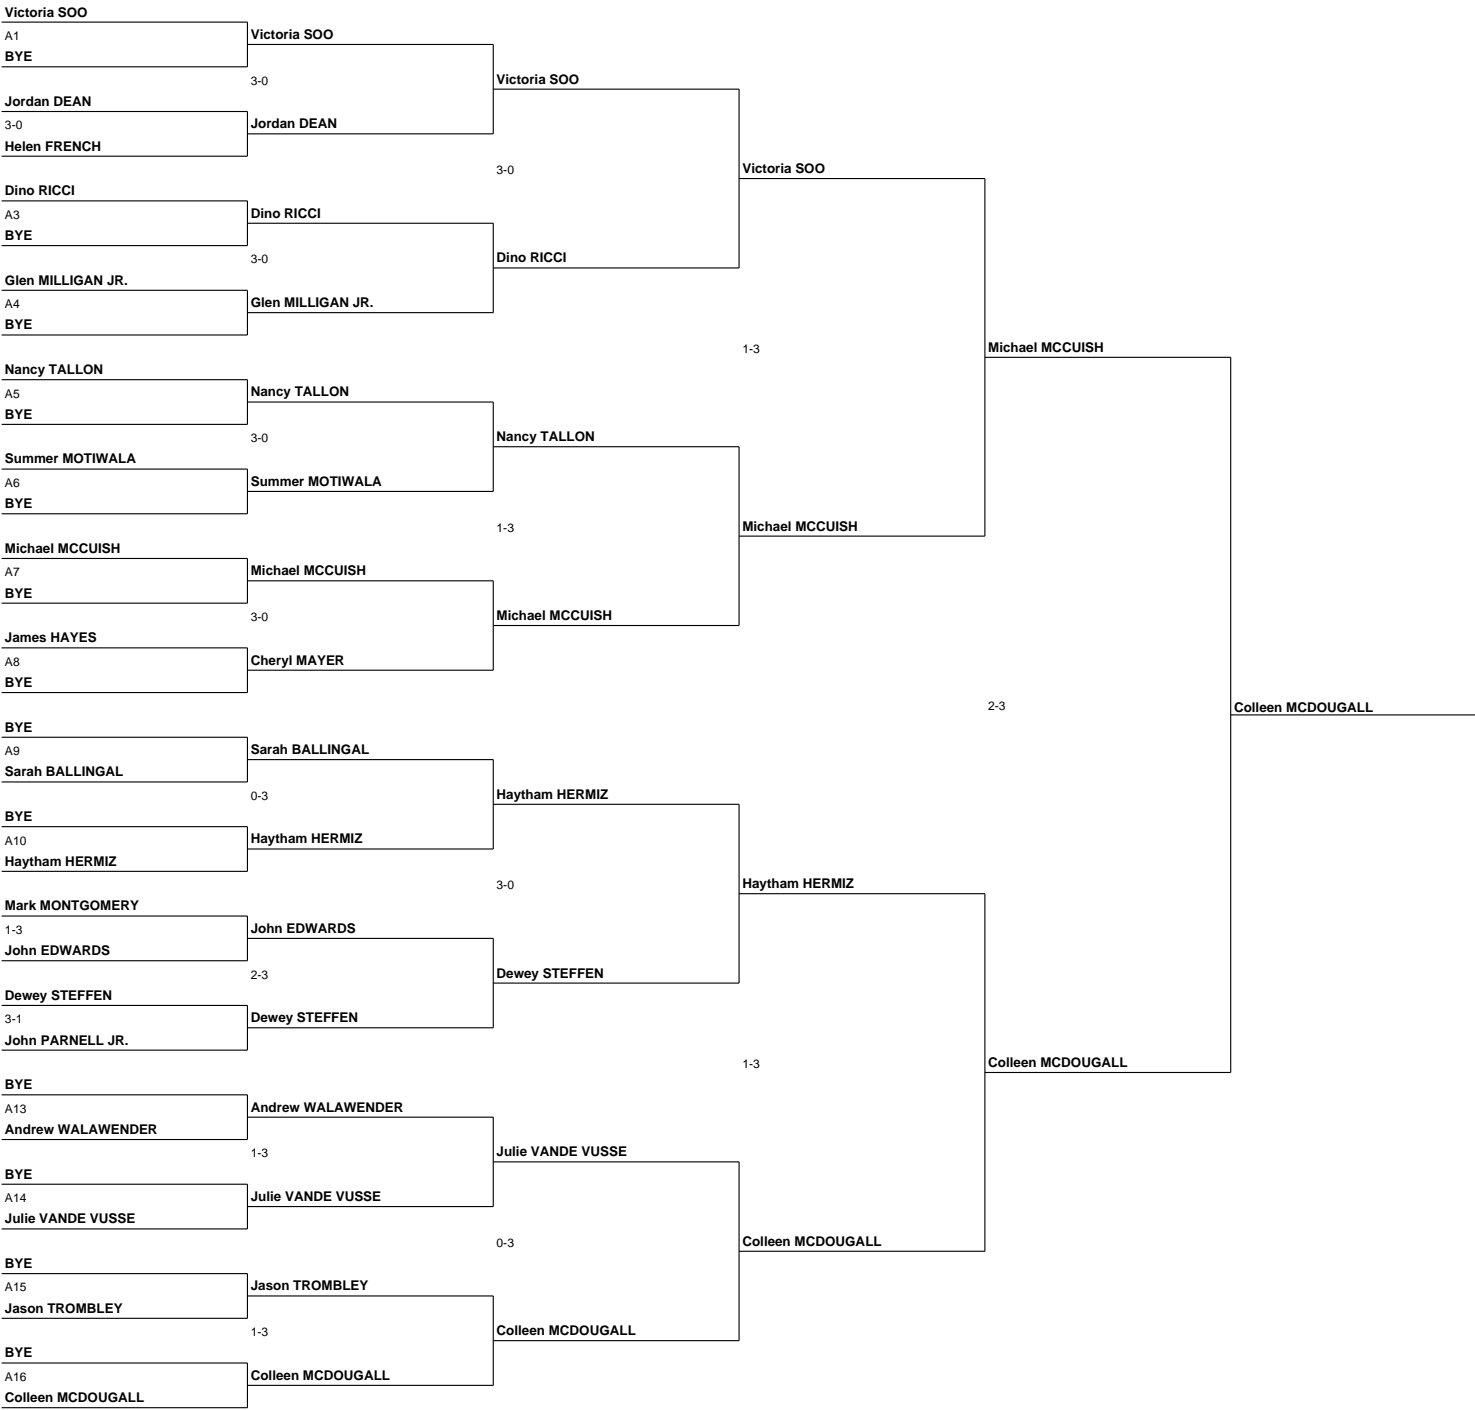 Victoria SOO
A1
BYE
Jordan DEAN
3-0
Helen FRENCH
Dino RICCI
A3
BYE
Glen MILLIGAN JR.
A4
BYE
Nancy TALLON
A5
BYE
Summer MOTIWALA
A6
BYE
Michael MCCUISH
A7
BYE
James HAYES
A8
BYE
BYE
A9
Sarah BALLINGAL
BYE
A10
Haytham HERMIZ
Mark MONTGOMERY
1-3
John EDWARDS
Dewey STEFFEN
3-1
John PARNELL JR.
BYE
A13
Andrew WALAWENDER
BYE
A14
Julie VANDE VUSSE
BYE
A15
Jason TROMBLEY
BYE
A16
Colleen MCDOUGALL
Victoria SOO
3-0
Jordan DEAN
Dino RICCI
3-0
Glen MILLIGAN JR.
Nancy TALLON
3-0
Summer MOTIWALA
Michael MCCUISH
3-0
Cheryl MAYER
Sarah BALLINGAL
0-3
Haytham HERMIZ
John EDWARDS
2-3
Dewey STEFFEN
Andrew WALAWENDER
1-3
Julie VANDE VUSSE
Jason TROMBLEY
1-3
Colleen MCDOUGALL
Victoria SOO
3-0
Dino RICCI
Nancy TALLON
1-3
Michael MCCUISH
Haytham HERMIZ
3-0
Dewey STEFFEN
Julie VANDE VUSSE
0-3
Colleen MCDOUGALL
Victoria SOO
1-3
Michael MCCUISH
Haytham HERMIZ
1-3
Colleen MCDOUGALL
Michael MCCUISH
2-3
Colleen MCDOUGALL
Colleen MCDOUGALL